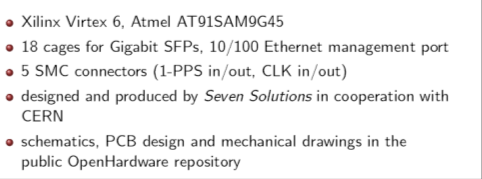 Xilinx Virtex 6, Atmel AT91SAM9G45
18 cages for Gigabit SFPs, 10/100 Ethernet management port
5 SMC connectors (1-PPS in/out, CLK in/out)
designed and produced by Seven Solutions in cooperation with
CERN
schematics, PCB design and mechanical drawings in the
public OpenHardware repository